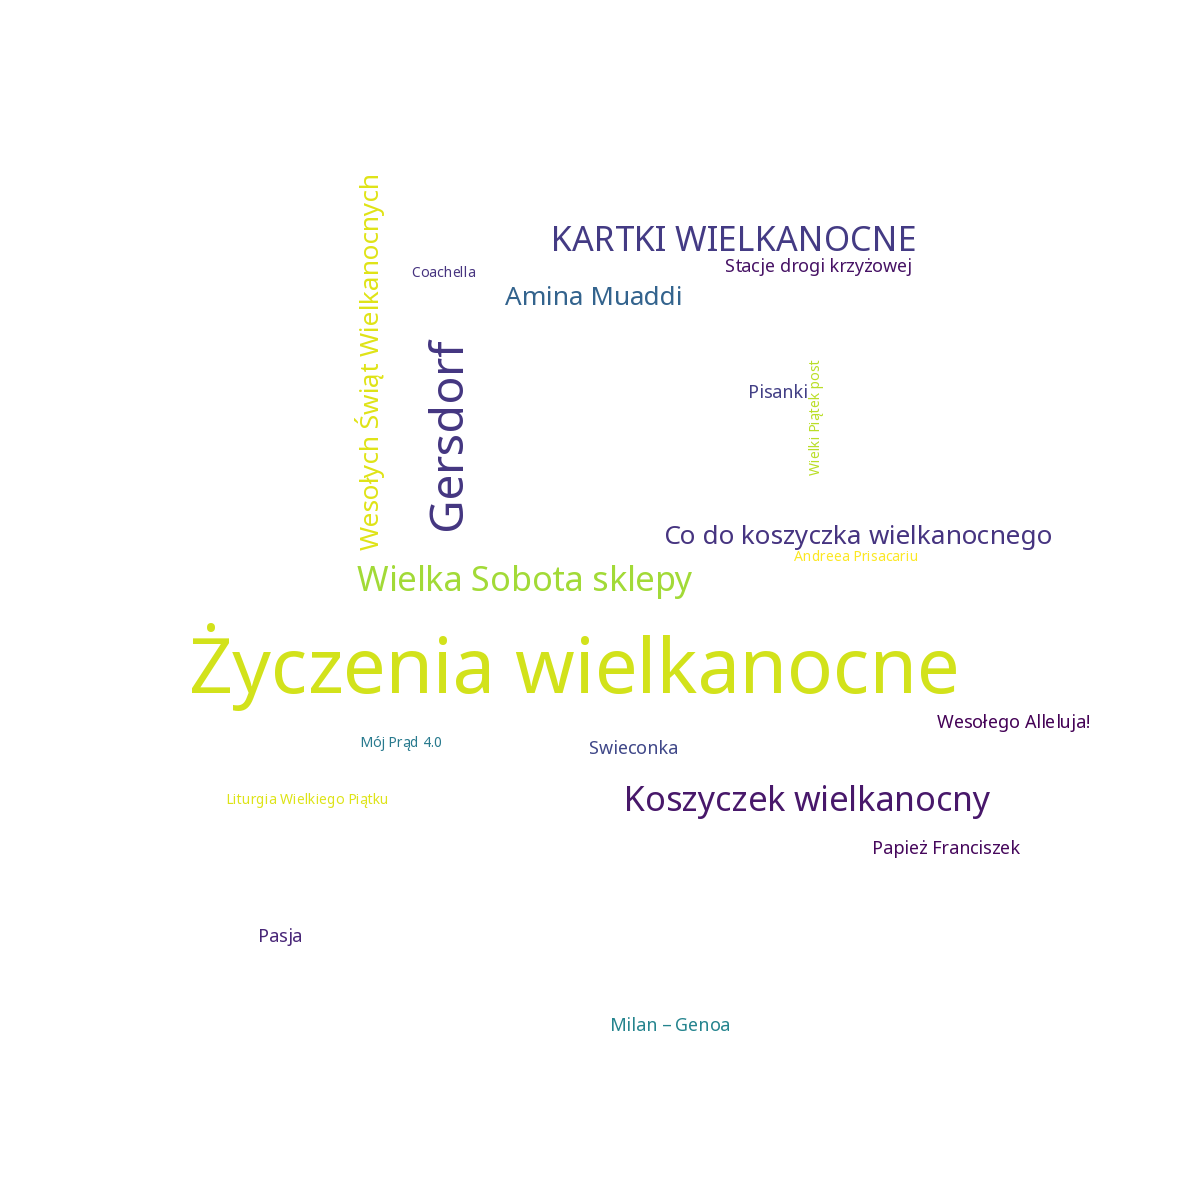 Wesołych Świąt Wielkanocnych
KARTKI WIELKANOCNE
Stacje drogi krzyżowej
Coachella
Amina Muaddi
Gersdorf
Pisanki
Wielki Piątek post
Co do koszyczka wielkanocnego
Andreea Prisacariu
Wielka Sobota sklepy
Życzenia wielkanocne
Wesołego Alleluja!
Mój Prąd 4.0
Swieconka
Liturgia Wielkiego Piątku
Koszyczek wielkanocny
Papież Franciszek
Pasja
Milan – Genoa